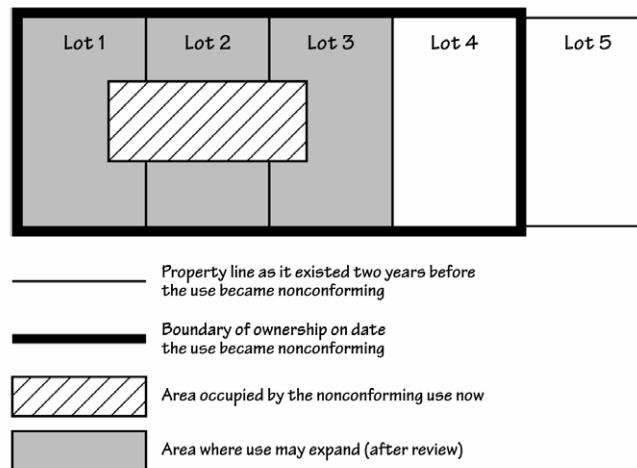 Lot 1 Lot 2 Lot 3 Lot 4 Lot 5
Property line as it existed two years before
the use became nonconforming
Boundary of ownership on date
the use became nonconforming
Area occupied by the nonconforming use now
Area where use may expand (after review)